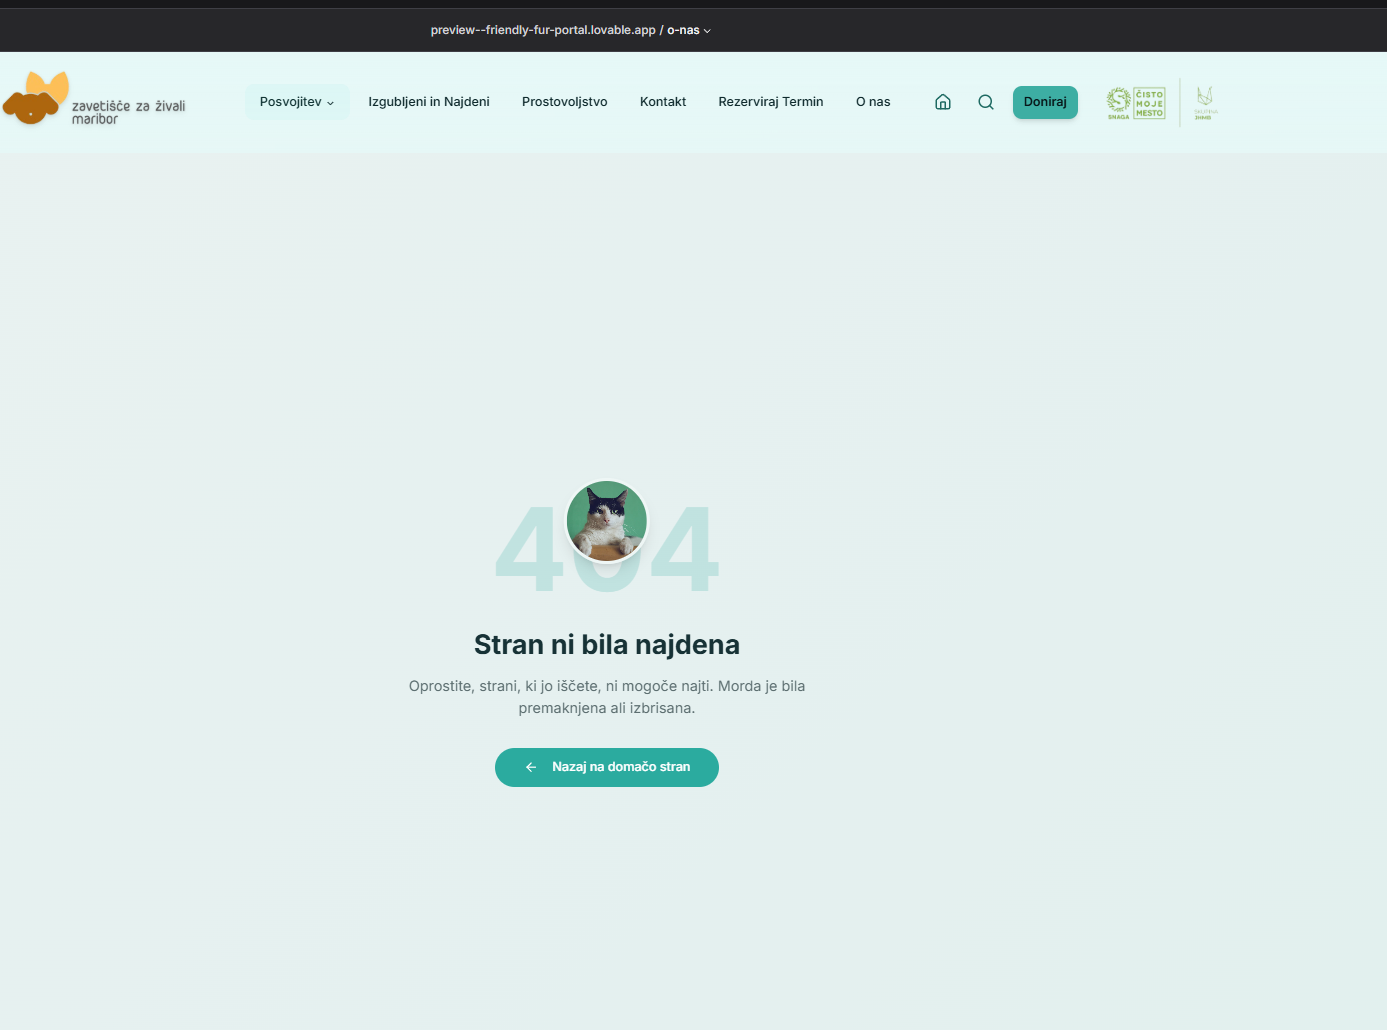 preview--friendly-fur-portal.lovable.app / o-nas
zavetišče za živali
maribor
Posvojitev
Izgubljeni in Najdeni
Prostovoljstvo
Kontakt
Rezerviraj Termin
O nas
Doniraj
SNAGA
ČISTO
MOJE
MESTO
JHMB
404
Stran ni bila najdena
Oprostite, strani, ki jo iščete, ni mogoče najti. Morda je bila
premaknjena ali izbrisana.
Nazaj na domačo stran